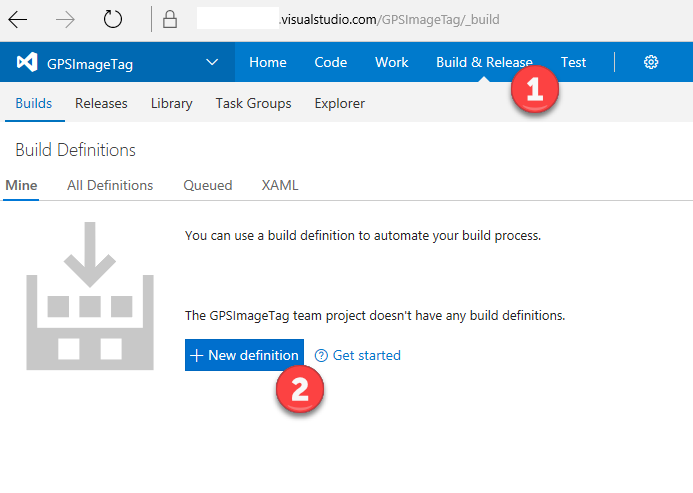 .visualstudio.com/GPSImageTag/_build
GPSImageTag Home Code Work Build & Release Test
1
Builds Releases Library Task Groups Explorer
Build Definitions
Mine All Definitions Queued XAML
You can use a build definition to automate your build process.
The GPSImageTag team project doesn't have any build definitions.
+ New definition ? Get started
2